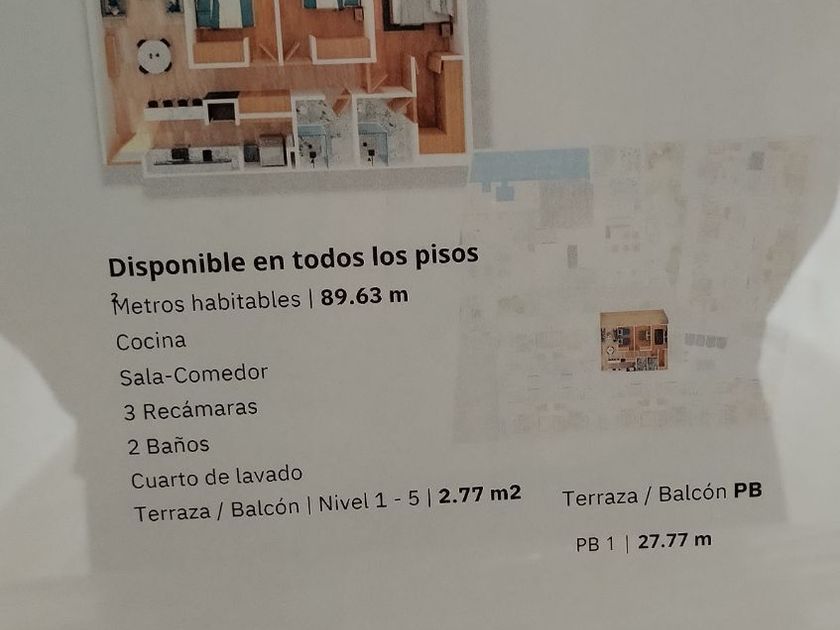 Disponible en todos los pisos
2
Metros habitables | 89.63 m
Cocina
Sala-Comedor
3 Recámaras
2 Baños
Cuarto de lavado
Terraza / Balcón | Nivel 1 - 5 | 2.77 m2
Terraza / Balcón PB
PB 1 | 27.77 m